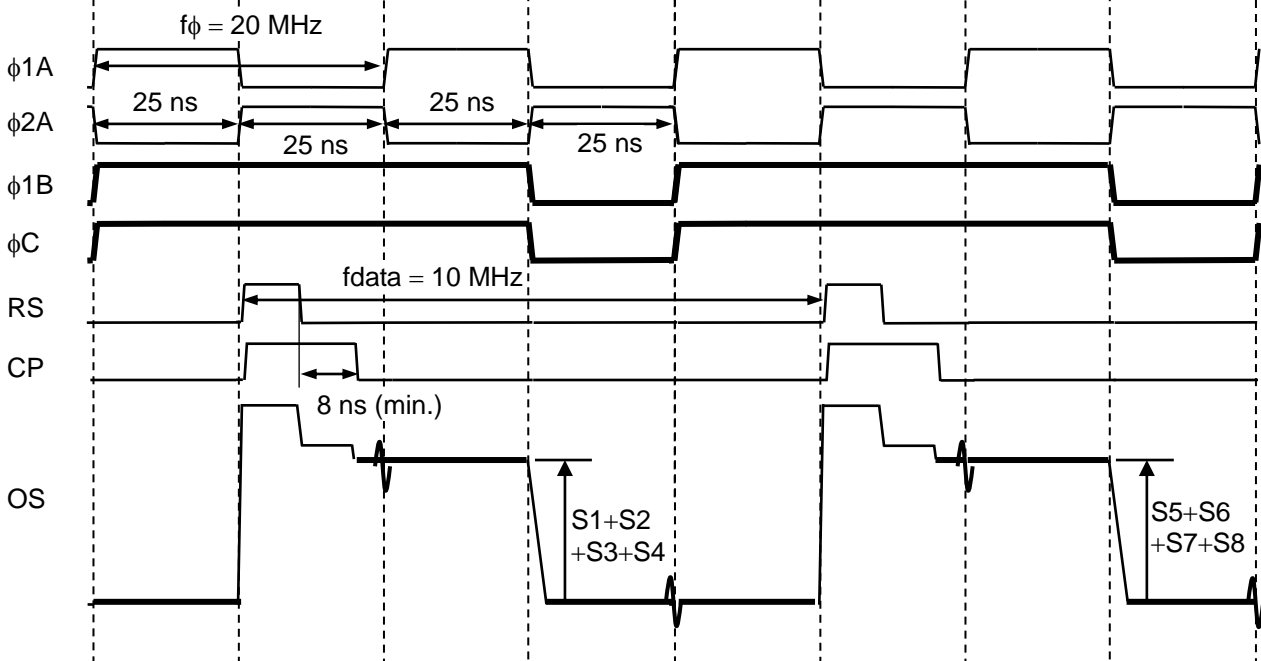 fϕ = 20 MHz
ϕ1A
25 ns
25 ns
ϕ2A
25 ns
25 ns
ϕ1B
ϕC
fdata = 10 MHz
RS
CP
8 ns (min.)
OS
S1+S2
+S3+S4
S5+S6
+S7+S8